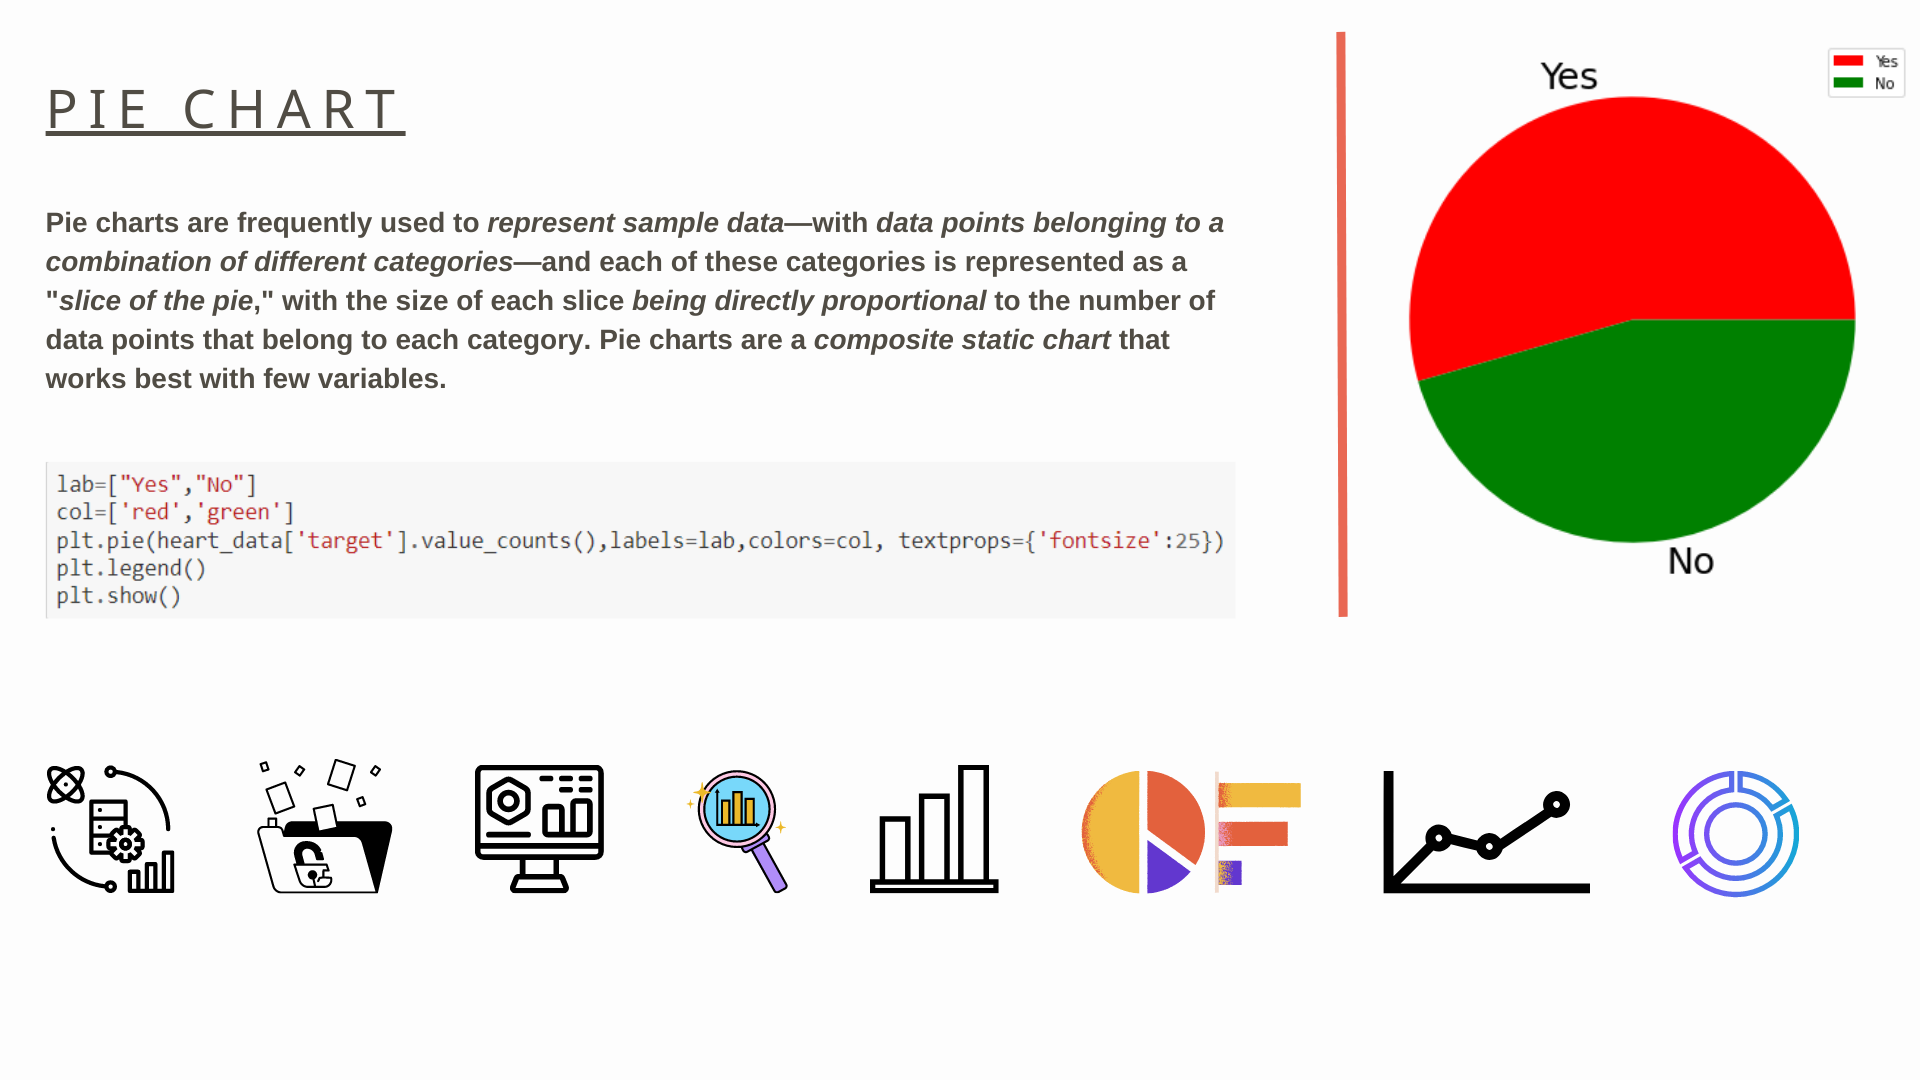 PIE CHART
Pie charts are frequently used to represent sample data—with data points belonging to a
combination of different categories—and each of these categories is represented as a
"slice of the pie," with the size of each slice being directly proportional to the number of
data points that belong to each category. Pie charts are a composite static chart that
works best with few variables.
lab=["Yes","No"]
col=['red','green']
plt.pie(heart_data['target'].value_counts(),labels=lab,colors=col, textprops={'fontsize':25})
plt.legend()
plt.show()
Yes
Yes
No
No